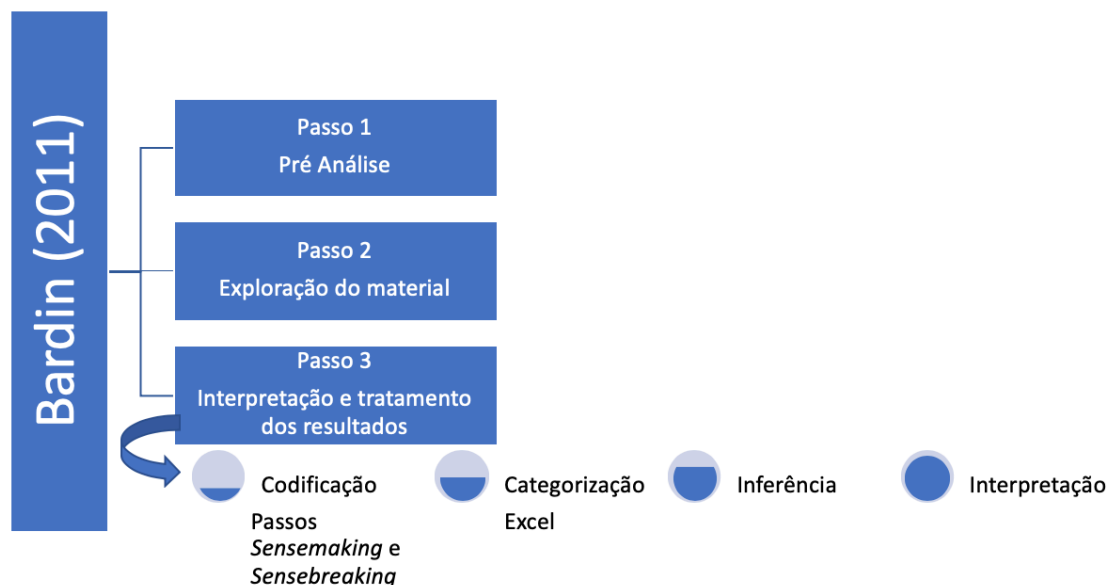 Bardin (2011)
Passo 1
Pré Análise
Passo 2
Exploração do material
Passo 3
Interpretação e tratamento
dos resultados
Codificação
Passos
Sensemaking e
Sensebreaking
Categorização
Excel
Inferência
Interpretação